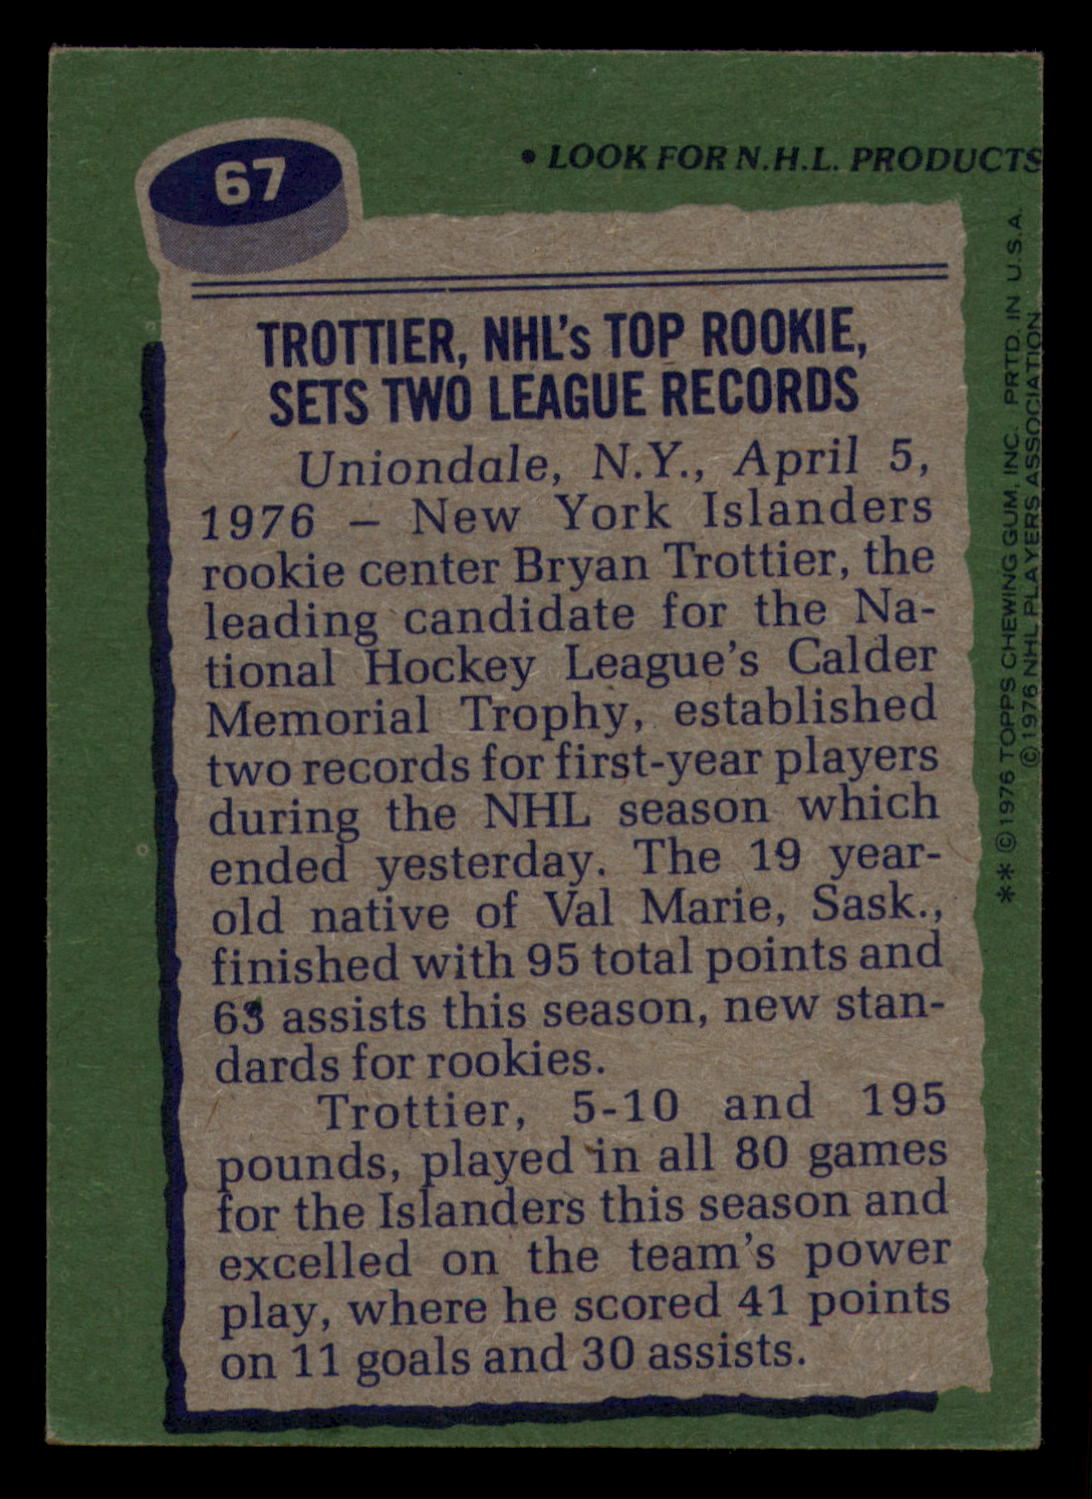 67
• LOOK FOR N.H.L. PRODUCTS
TROTTIER, NHL's TOP ROOKIE,
SETS TWO LEAGUE RECORDS
Uniondale, N.Y., April 5,
1976 — New York Islanders
rookie center Bryan Trottier, the
leading candidate for the Na-
tional Hockey League's Calder
Memorial Trophy, established
two records for first-year players
during the NHL season which
ended yesterday. The 19 year-
old native of Val Marie, Sask.,
finished with 95 total points and
63 assists this season, new stan-
dards for rookies.
Trottier, 5-10 and 195
pounds, played in all 80 games
for the Islanders this season and
excelled on the team's power
play, where he scored 41 points
on 11 goals and 30 assists.
** ©1976 TOPPS CHEWING GUM, INC. PRTD. IN U.S.A.
©1976 NHL PLAYERS ASSOCIATION